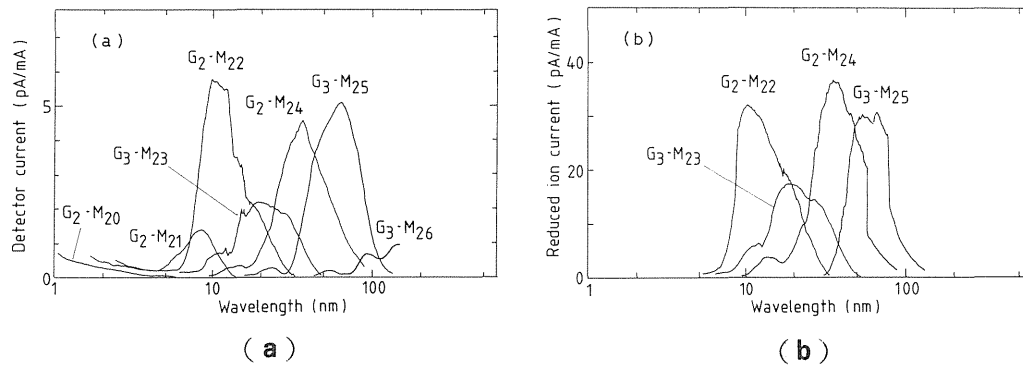 (a)
Detector current (pA/mA)
5
0
G2-M22
G3-M25
G2-M24
G3-M23
G2-M20
G2-M21
G3-M26
1
10
100
Wavelength (nm)
(a)
(b)
Reduced ion current (pA/mA)
40
20
0
G2-M24
G2-M22
G3-M25
G3-M23
1
10
100
Wavelength (nm)
(b)